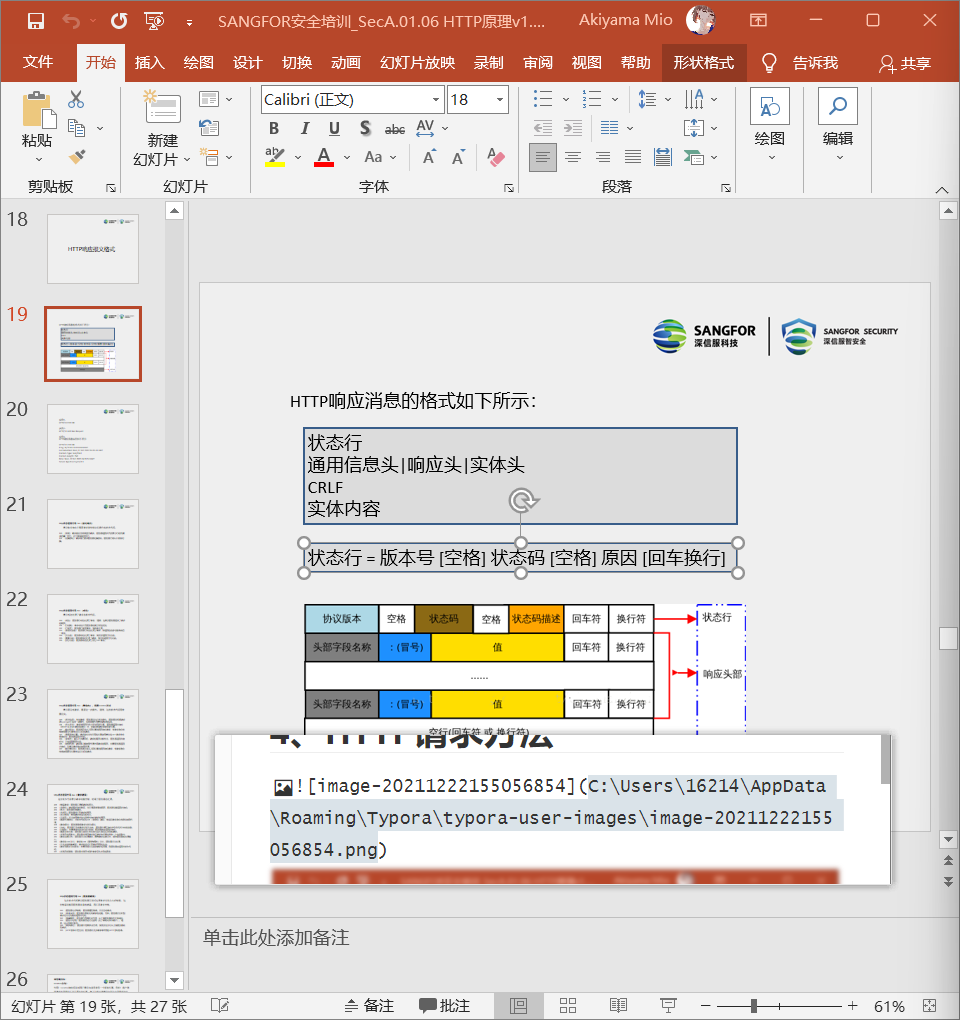 SANGFOR安全培训_SecA.01.06 HTTP原理v1....
Akiyama Mio
文件 开始 插入 绘图 设计 切换 动画 幻灯片放映 录制 审阅 视图 帮助 形状格式 告诉我 共享
粘贴
剪贴板
新建
幻灯片
幻灯片
Calibri (正文) 18
B I U S abc AV
aby A Aa A A A
字体
段落
绘图
编辑
18
HTTP响应报文格式
19
20
21
22
23
24
25
26
SANGFOR
深信服科技
SANGFOR SECURITY
深信服智安全
HTTP响应消息的格式如下所示：
状态行
通用信息头|响应头|实体头
CRLF
实体内容
状态行 = 版本号 [空格] 状态码 [空格] 原因 [回车换行]
协议版本 空格 状态码 空格 状态码描述 回车符 换行符 状态行
头部字段名称 ：(冒号) 值 回车符 换行符
...... 响应头部
头部字段名称 ：(冒号) 值 回车符 换行符
空行(回车符 或 换行符)
4、HTTP 请求方法
![image-20211222155056854](C:\Users\16214\AppData
\Roaming\Typora\typora-user-images\image-20211222155
056854.png)
单击此处添加备注
幻灯片 第 19 张，共 27 张 备注 批注 61%